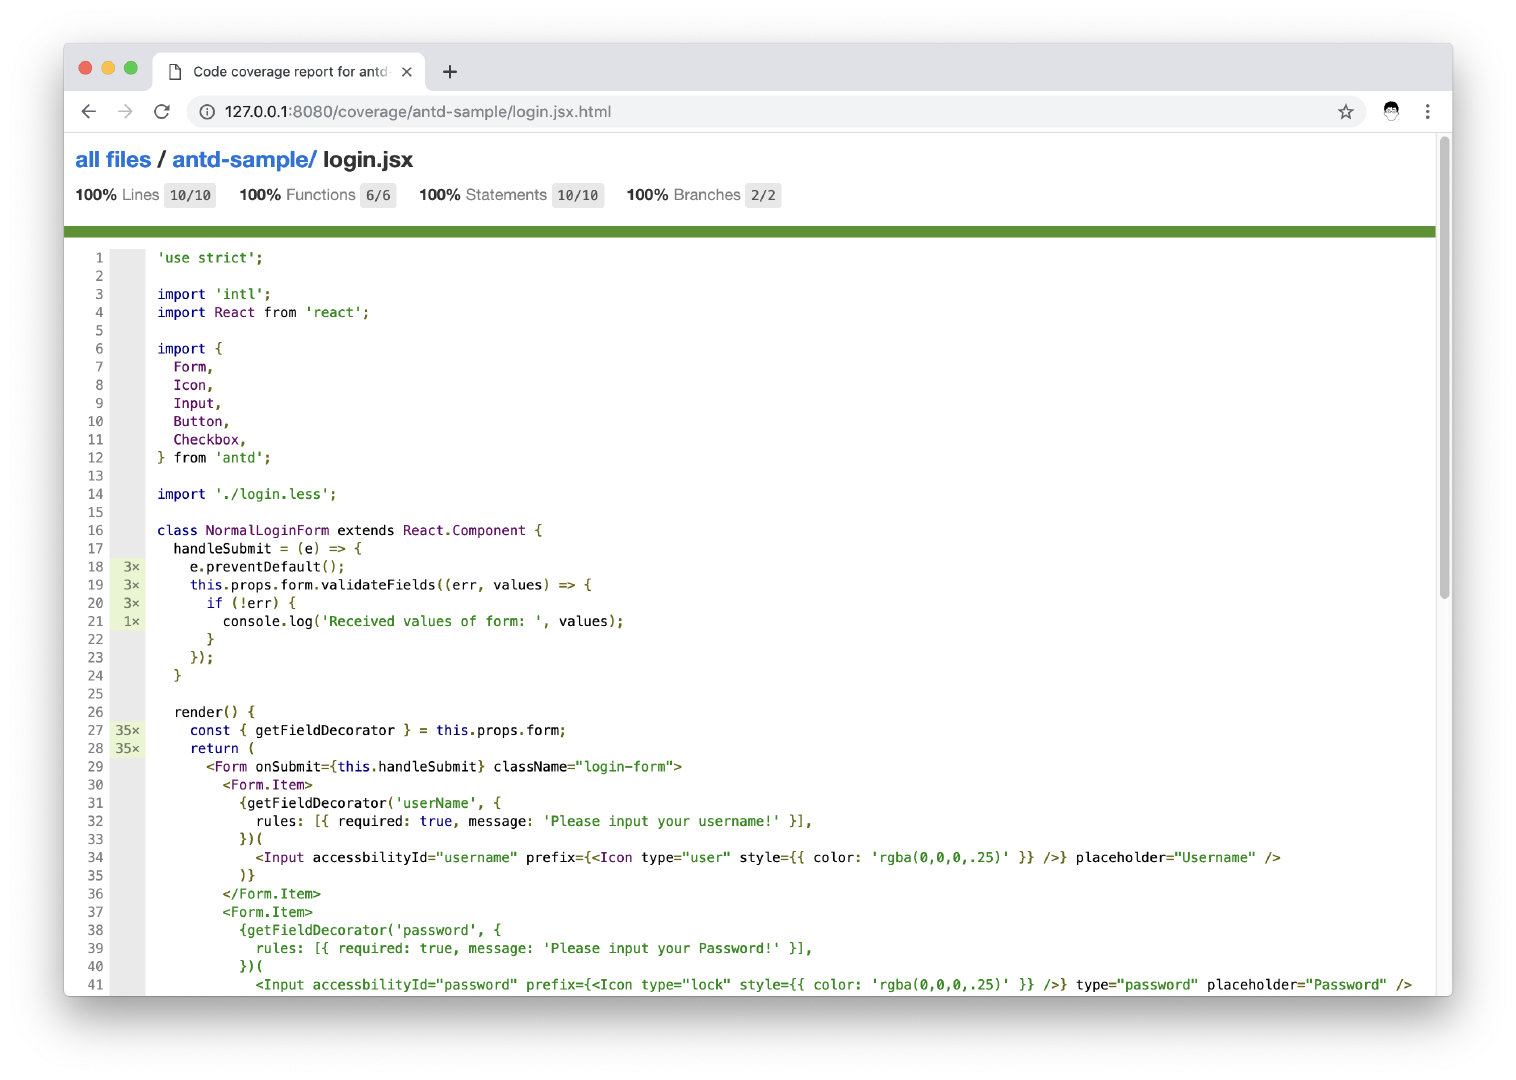 Code coverage report for antd
127.0.0.1:8080/coverage/antd-sample/login.jsx.html
all files / antd-sample/ login.jsx
100% Lines 10/10 100% Functions 6/6 100% Statements 10/10 100% Branches 2/2
1 'use strict';
2
3 import 'intl';
4 import React from 'react';
5
6 import {
7 Form,
8 Icon,
9 Input,
10 Button,
11 Checkbox,
12 } from 'antd';
13
14 import './login.less';
15
16 class NormalLoginForm extends React.Component {
17 handleSubmit = (e) => {
18 3× e.preventDefault();
19 3× this.props.form.validateFields((err, values) => {
20 3× if (!err) {
21 1× console.log('Received values of form: ', values);
22 }
23 });
24 }
25
26 render() {
27 35× const { getFieldDecorator } = this.props.form;
28 35× return (
29 <Form onSubmit={this.handleSubmit} className="login-form">
30 <Form.Item>
31 {getFieldDecorator('userName', {
32 rules: [{ required: true, message: 'Please input your username!' }],
33 })(
34 <Input accessbilityId="username" prefix={<Icon type="user" style={{ color: 'rgba(0,0,0,.25)' }} />} placeholder="Username" />
35 )}
36 </Form.Item>
37 <Form.Item>
38 {getFieldDecorator('password', {
39 rules: [{ required: true, message: 'Please input your Password!' }],
40 })(
41 <Input accessbilityId="password" prefix={<Icon type="lock" style={{ color: 'rgba(0,0,0,.25)' }} />} type="password" placeholder="Password" />